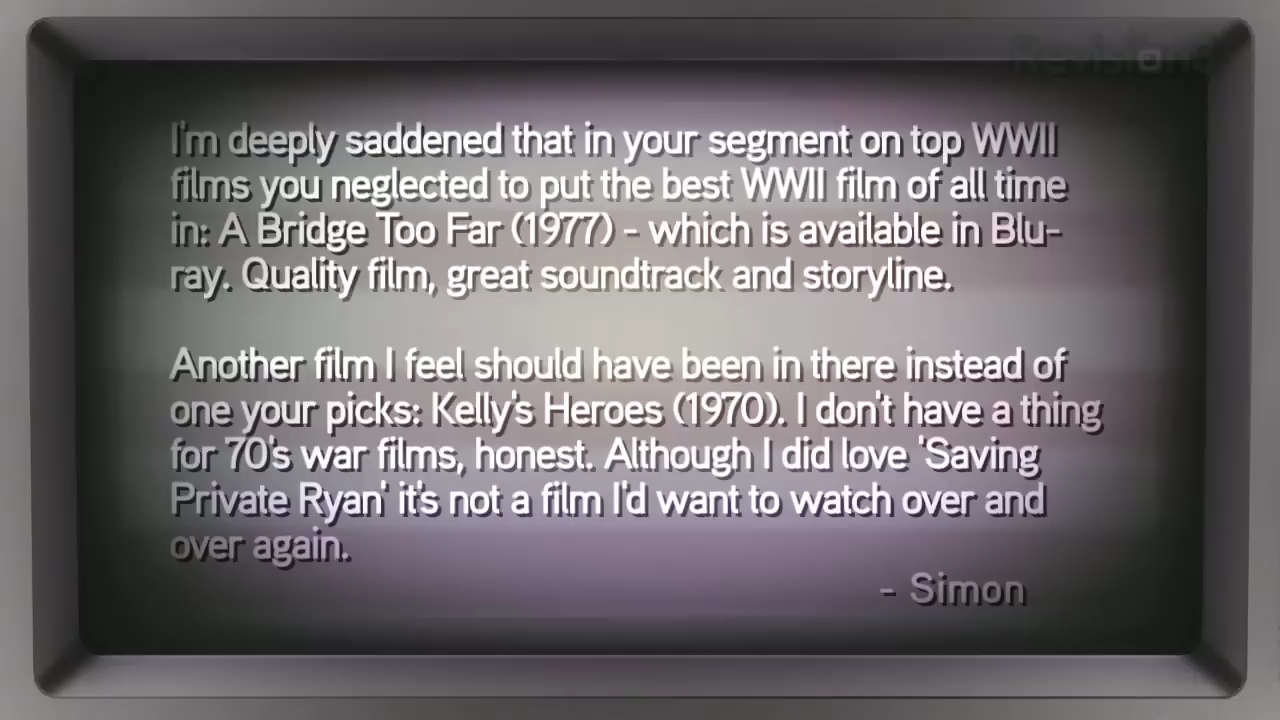 Revision3
I'm deeply saddened that in your segment on top WWII
films you neglected to put the best WWII film of all time
in: A Bridge Too Far (1977) - which is available in Blu-
ray. Quality film, great soundtrack and storyline.
Another film I feel should have been in there instead of
one your picks: Kelly's Heroes (1970). I don't have a thing
for 70's war films, honest. Although I did love 'Saving
Private Ryan' it's not a film I'd want to watch over and
over again.
- Simon